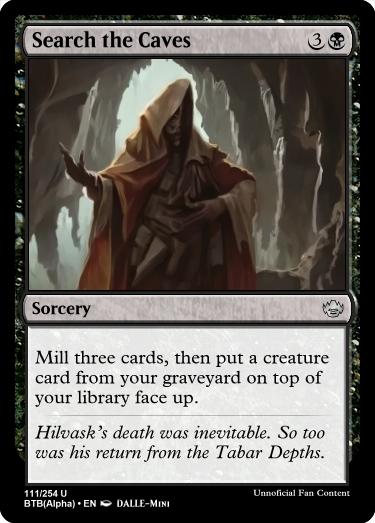 Search the Caves 3
Sorcery
Mill three cards, then put a creature
card from your graveyard on top of
your library face up.
Hilvask's death was inevitable. So too
was his return from the Tabar Depths.
111/254 U Unofficial Fan Content
BTB(Alpha) • EN DALLE-Mini